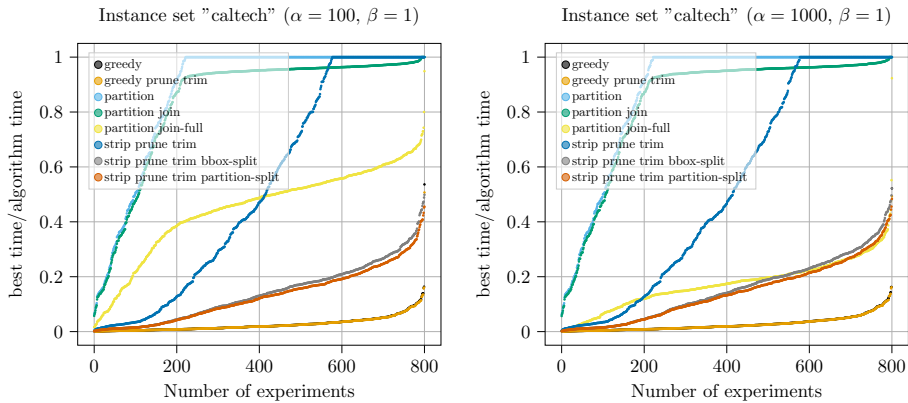 Instance set "caltech" (α = 100, β = 1)
1
0.8
0.6
0.4
0.2
0
best time/algorithm time
greedy
greedy prune trim
partition
partition join
partition join-full
strip prune trim
strip prune trim bbox-split
strip prune trim partition-split
0 200 400 600 800
Number of experiments
Instance set "caltech" (α = 1000, β = 1)
1
0.8
0.6
0.4
0.2
0
best time/algorithm time
greedy
greedy prune trim
partition
partition join
partition join-full
strip prune trim
strip prune trim bbox-split
strip prune trim partition-split
0 200 400 600 800
Number of experiments